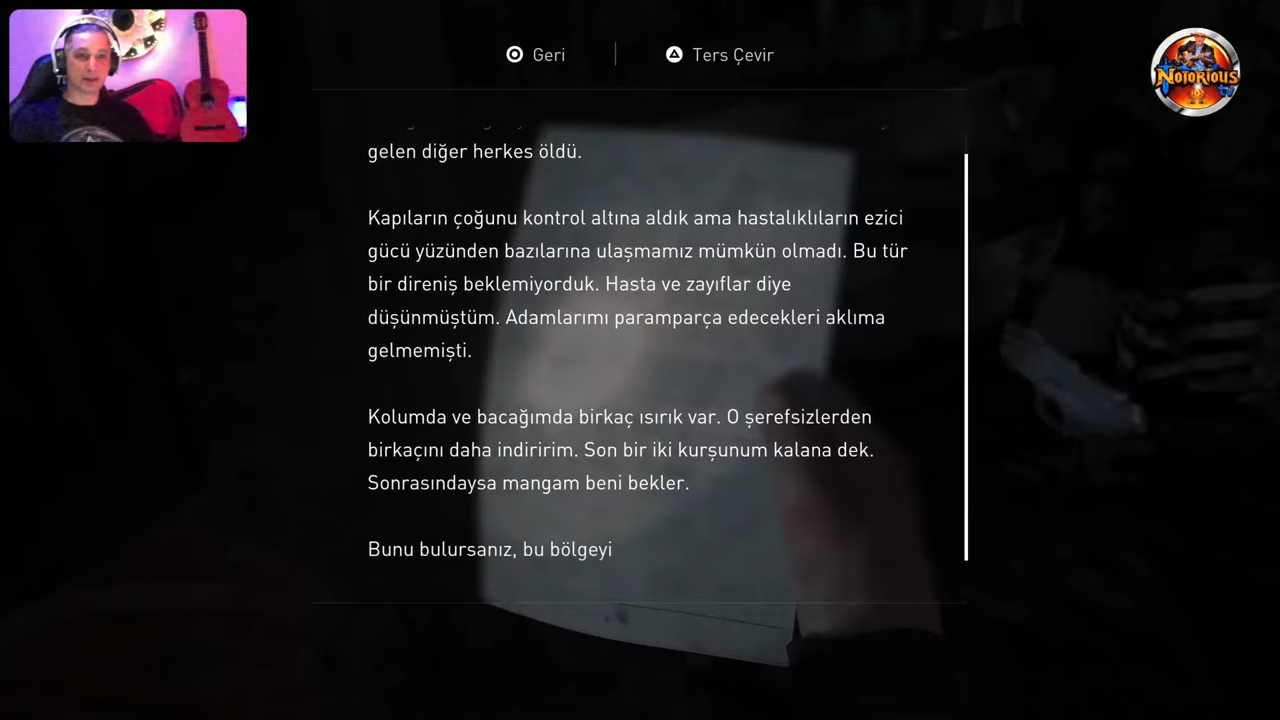 Geri
Ters Çevir
NOTORIOUS
tv
gelen diğer herkes öldü.
Kapıların çoğunu kontrol altına aldık ama hastalıklıların ezici
gücü yüzünden bazılarına ulaşmamız mümkün olmadı. Bu tür
bir direniş beklemiyorduk. Hasta ve zayıflar diye
düşünmüştüm. Adamlarımı paramparça edecekleri aklıma
gelmemişti.
Kolumda ve bacağımda birkaç ısırık var. O şerefsizlerden
birkaçını daha indiririm. Son bir iki kurşunum kalana dek.
Sonrasındaysa mangam beni bekler.
Bunu bulursanız, bu bölgeyi